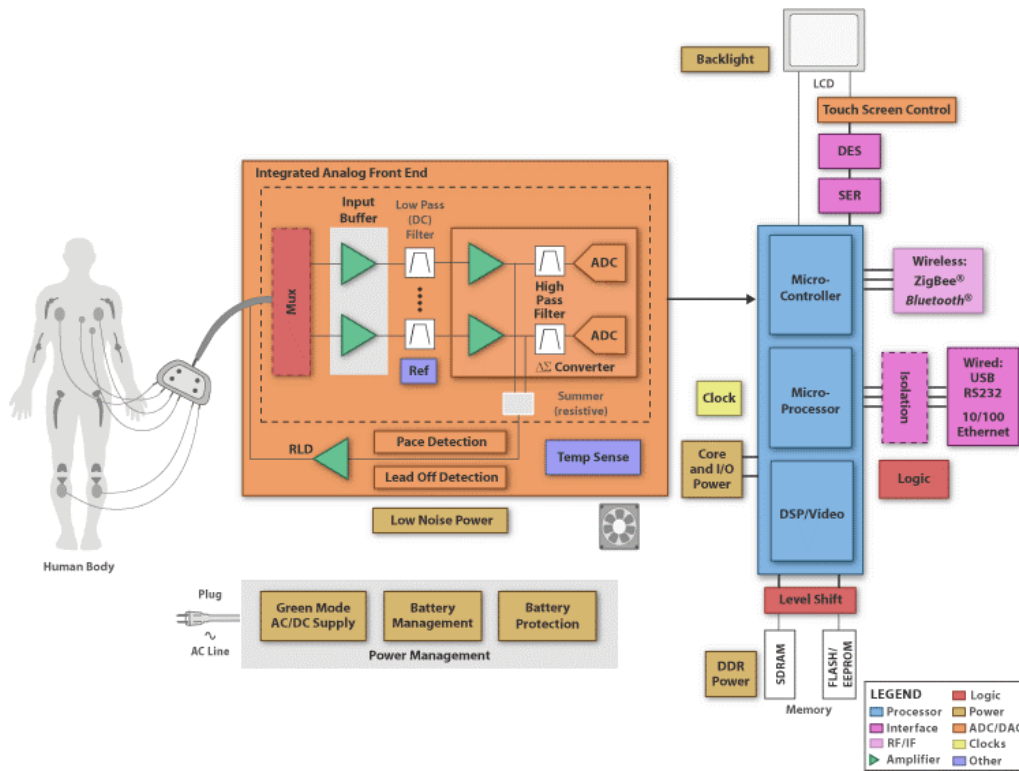 Backlight
LCD
Touch Screen Control
DES
SER
Integrated Analog Front End
Input
Buffer
Low Pass
(DC)
Filter
Mux
ADC
High
Pass
Filter
ADC
ΔΣ Converter
Ref
Summer
(resistive)
RLD
Pace Detection
Lead Off Detection
Temp Sense
Low Noise Power
Human Body
Micro-
Controller
Wireless:
ZigBee®
Bluetooth®
Micro-
Processor
Isolation
Wired:
USB
RS232
10/100
Ethernet
Clock
Core
and I/O
Power
Logic
DSP/Video
Level Shift
Plug
AC Line
Green Mode
AC/DC Supply
Battery
Management
Battery
Protection
Power Management
DDR
Power
SDRAM
FLASH/
EEPROM
Memory
LEGEND
Processor
Interface
RF/IF
Amplifier
Logic
Power
ADC/DAC
Clocks
Other